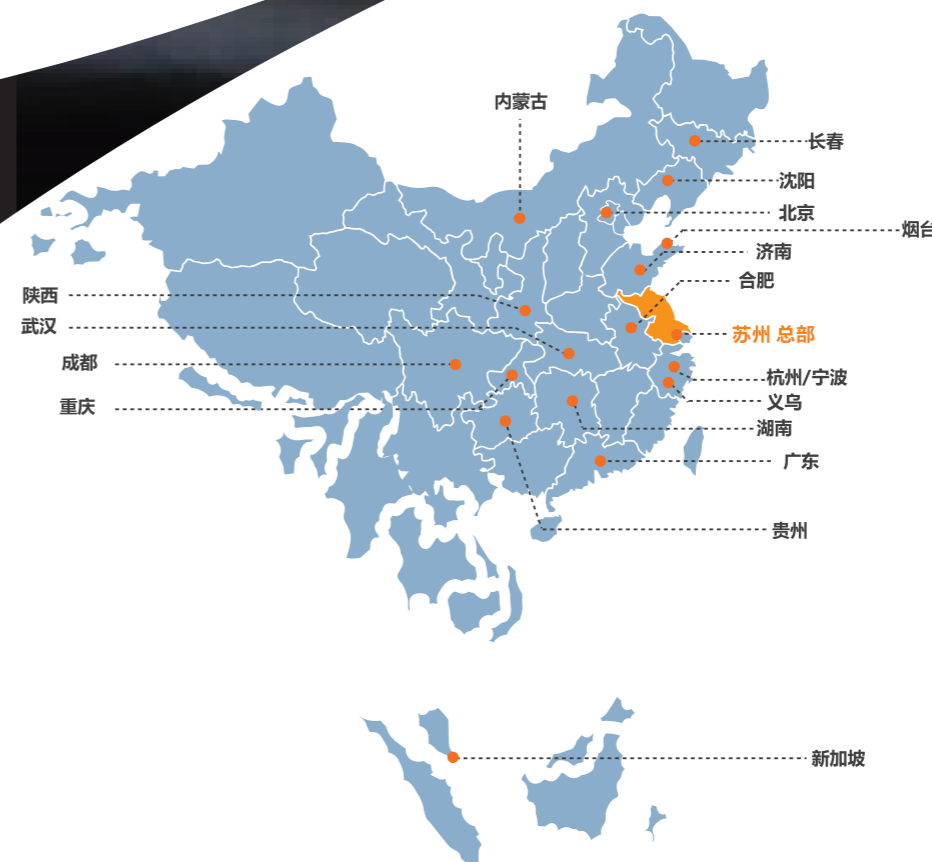 内蒙古
长春
沈阳
北京
烟台
济南
合肥
陕西
武汉
苏州 总部
成都
杭州/宁波
义乌
重庆
湖南
广东
贵州
新加坡